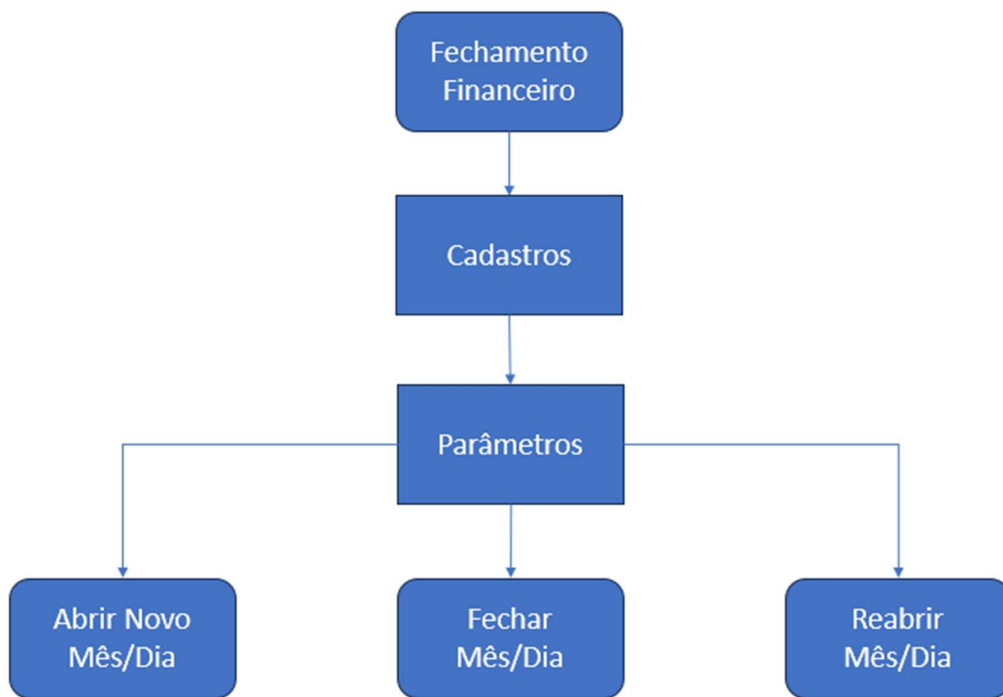 Fechamento
Financeiro
Cadastros
Parâmetros
Abrir Novo
Mês/Dia
Fechar
Mês/Dia
Reabrir
Mês/Dia